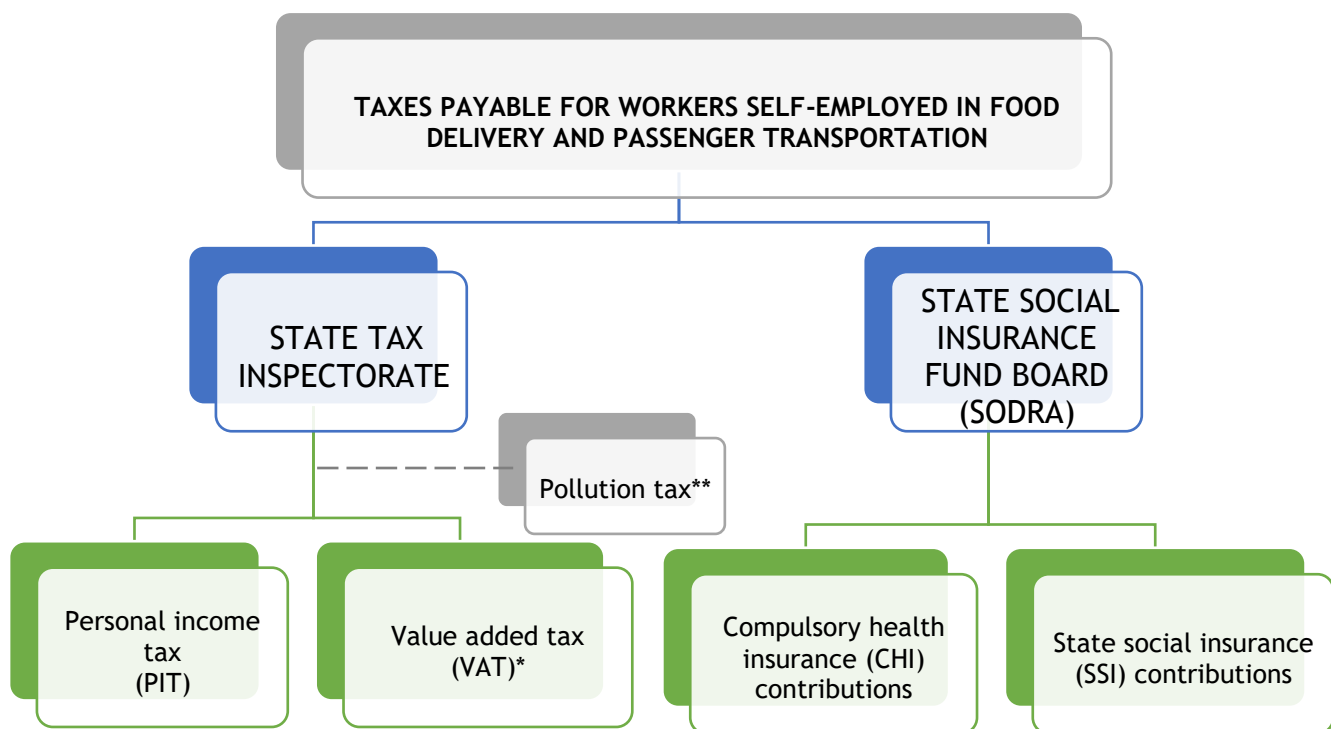 TAXES PAYABLE FOR WORKERS SELF-EMPLOYED IN FOOD
DELIVERY AND PASSENGER TRANSPORTATION
STATE TAX
INSPECTORATE
STATE SOCIAL
INSURANCE
FUND BOARD
(SODRA)
Pollution tax**
Personal income
tax
(PIT)
Value added tax
(VAT)*
Compulsory health
insurance (CHI)
contributions
State social insurance
(SSI) contributions